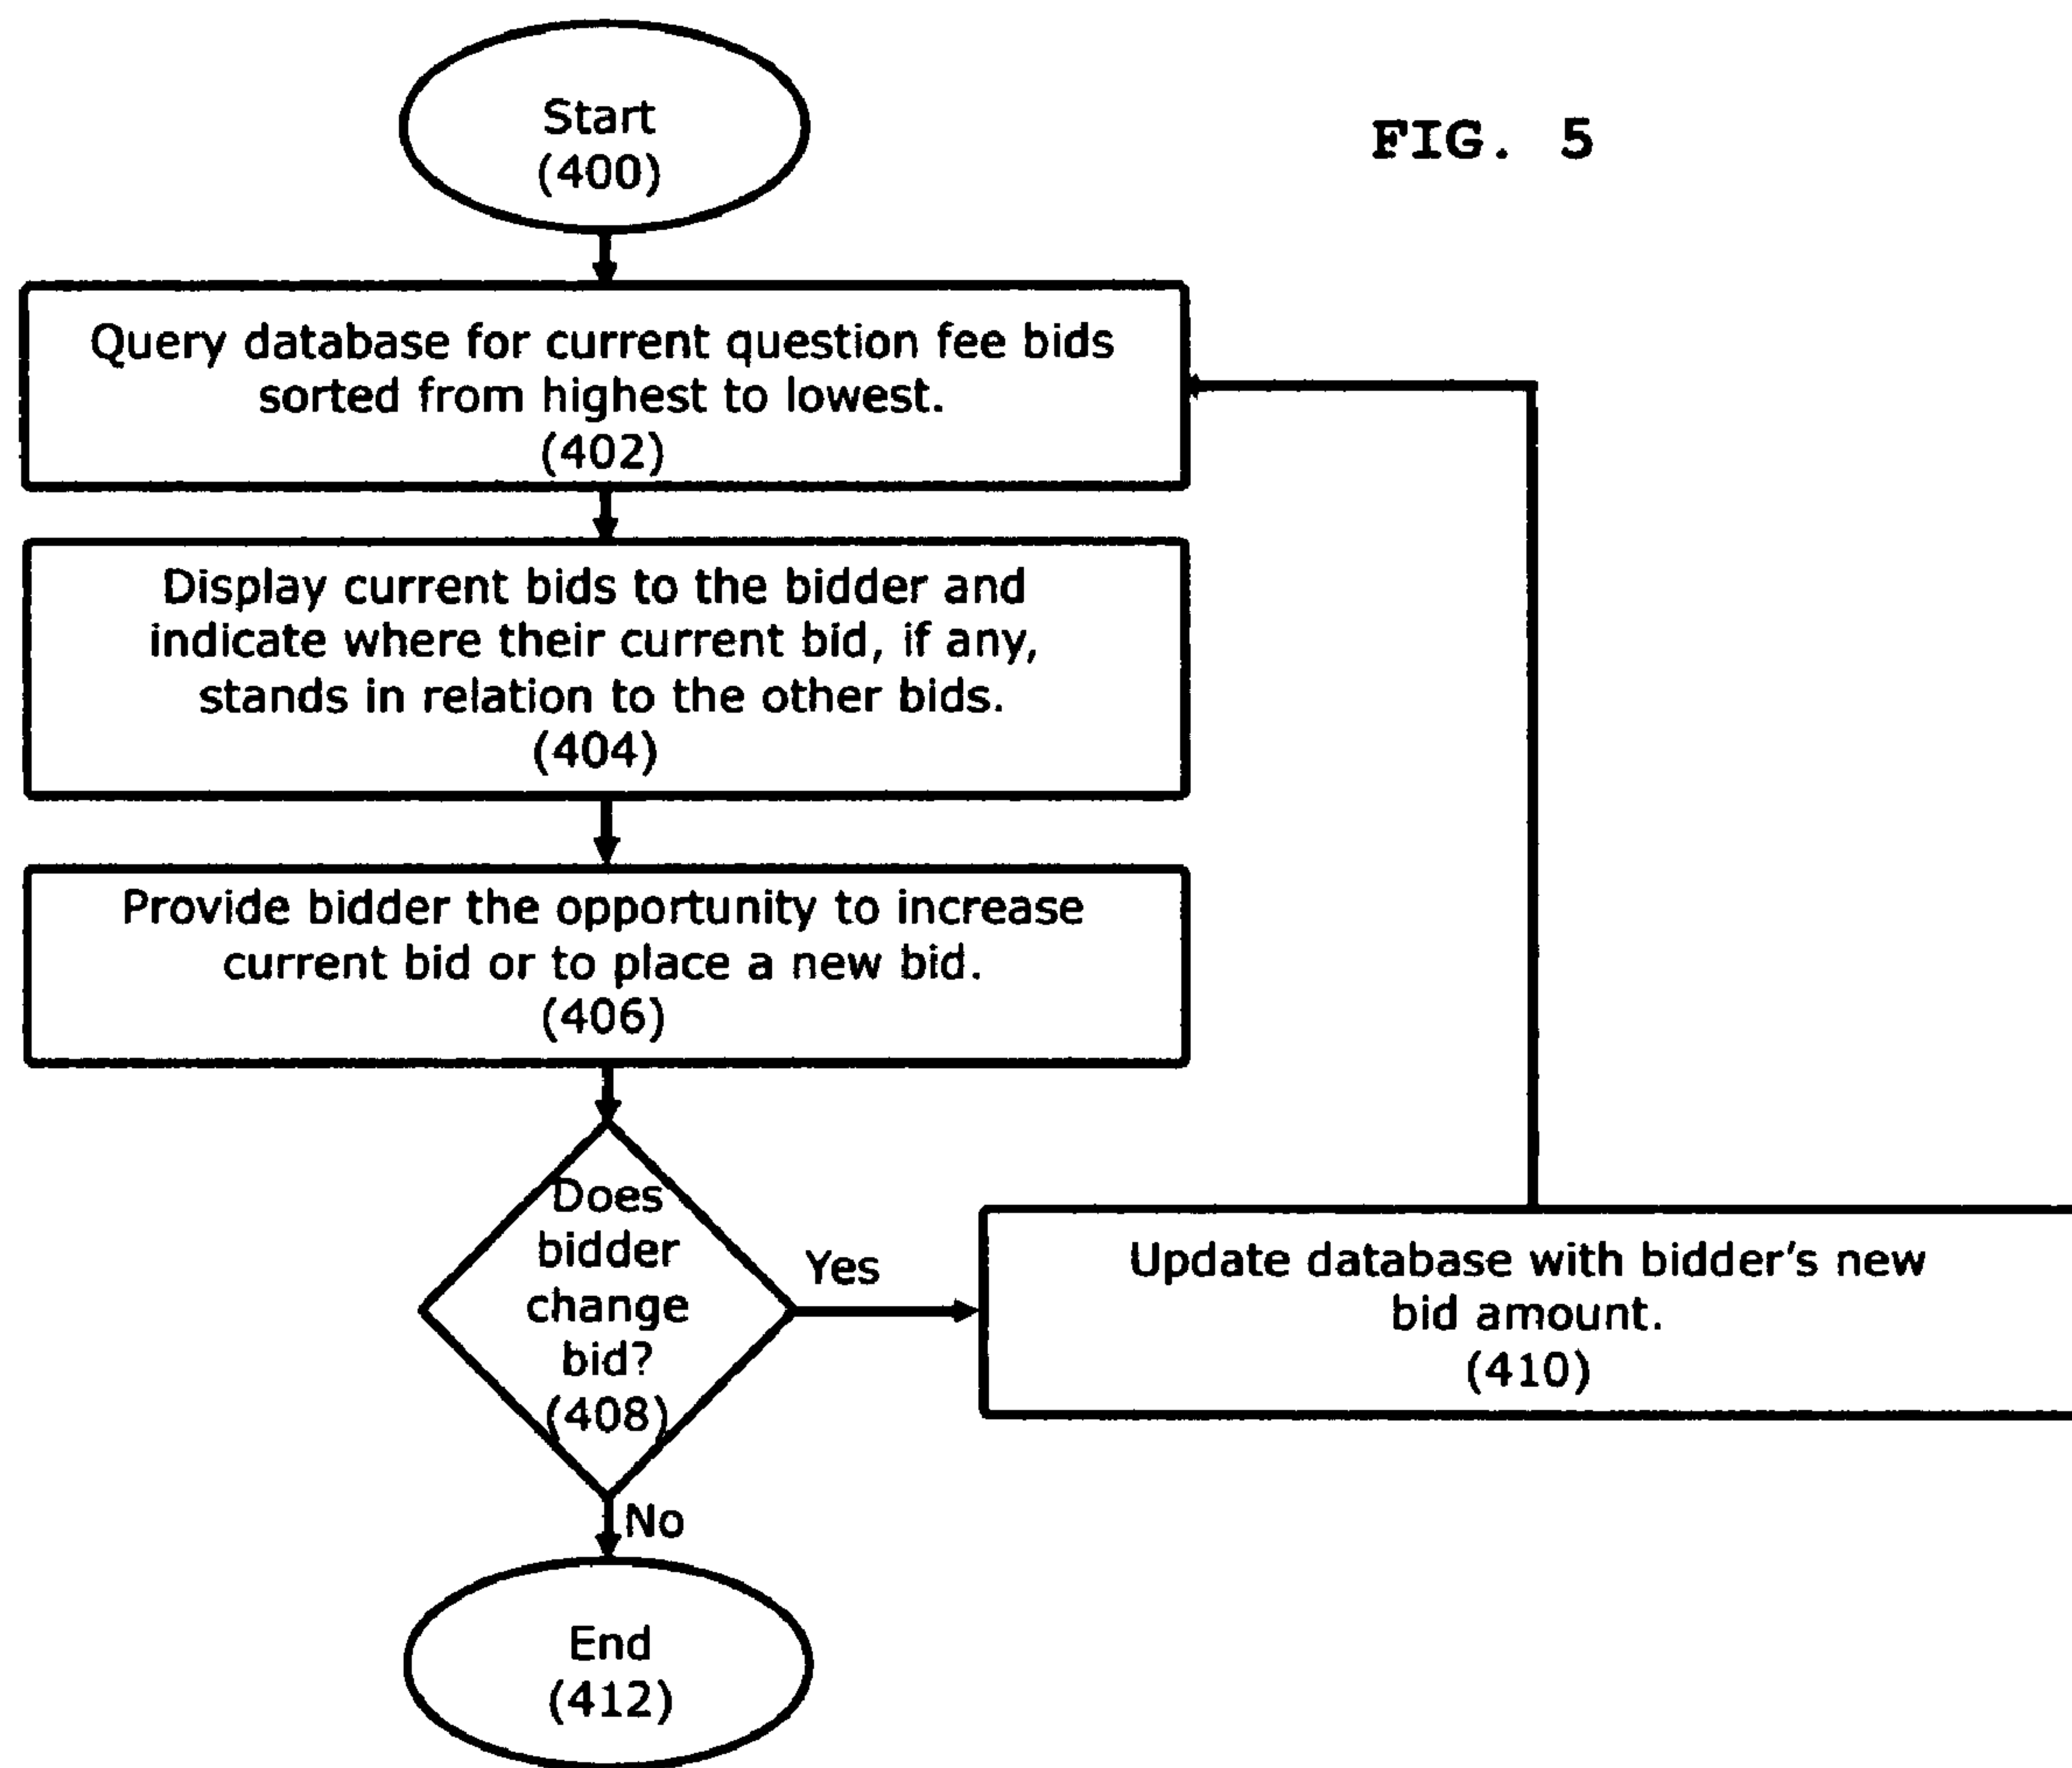 Start
(400)
FIG. 5
Query database for current question fee bids
sorted from highest to lowest.
(402)
Display current bids to the bidder and
indicate where their current bid, if any,
stands in relation to the other bids.
(404)
Provide bidder the opportunity to increase
current bid or to place a new bid.
(406)
Does
bidder
change
bid?
(408)
Yes
Update database with bidder's new
bid amount.
(410)
No
End
(412)